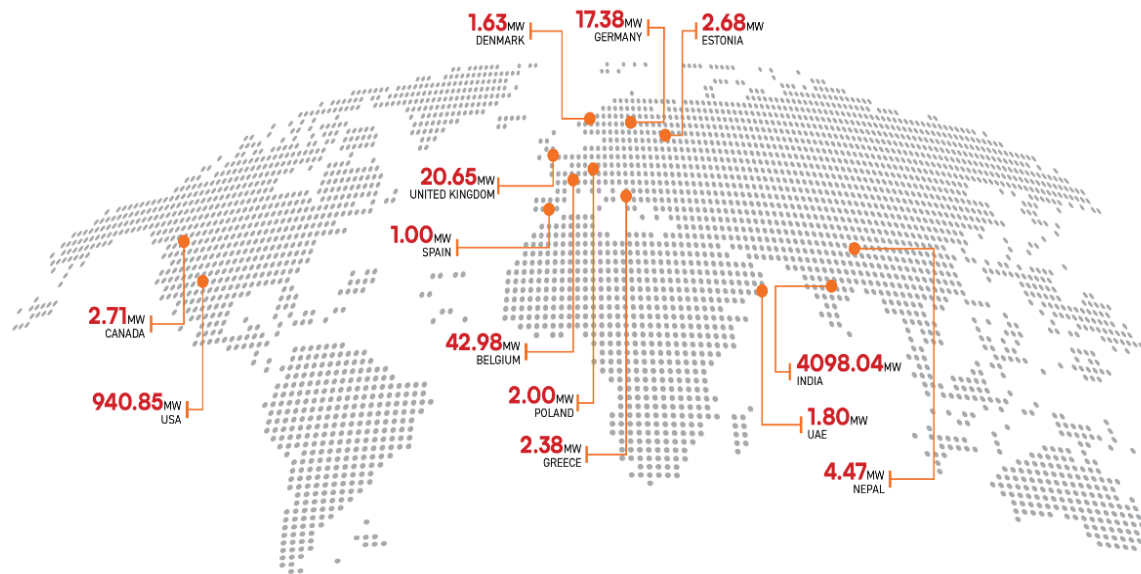 1.63MW
DENMARK
17.38MW
GERMANY
2.68MW
ESTONIA
20.65MW
UNITED KINGDOM
1.00MW
SPAIN
2.71MW
CANADA
42.98MW
BELGIUM
4098.04MW
INDIA
940.85MW
USA
2.00MW
POLAND
1.80MW
UAE
2.38MW
GREECE
4.47MW
NEPAL